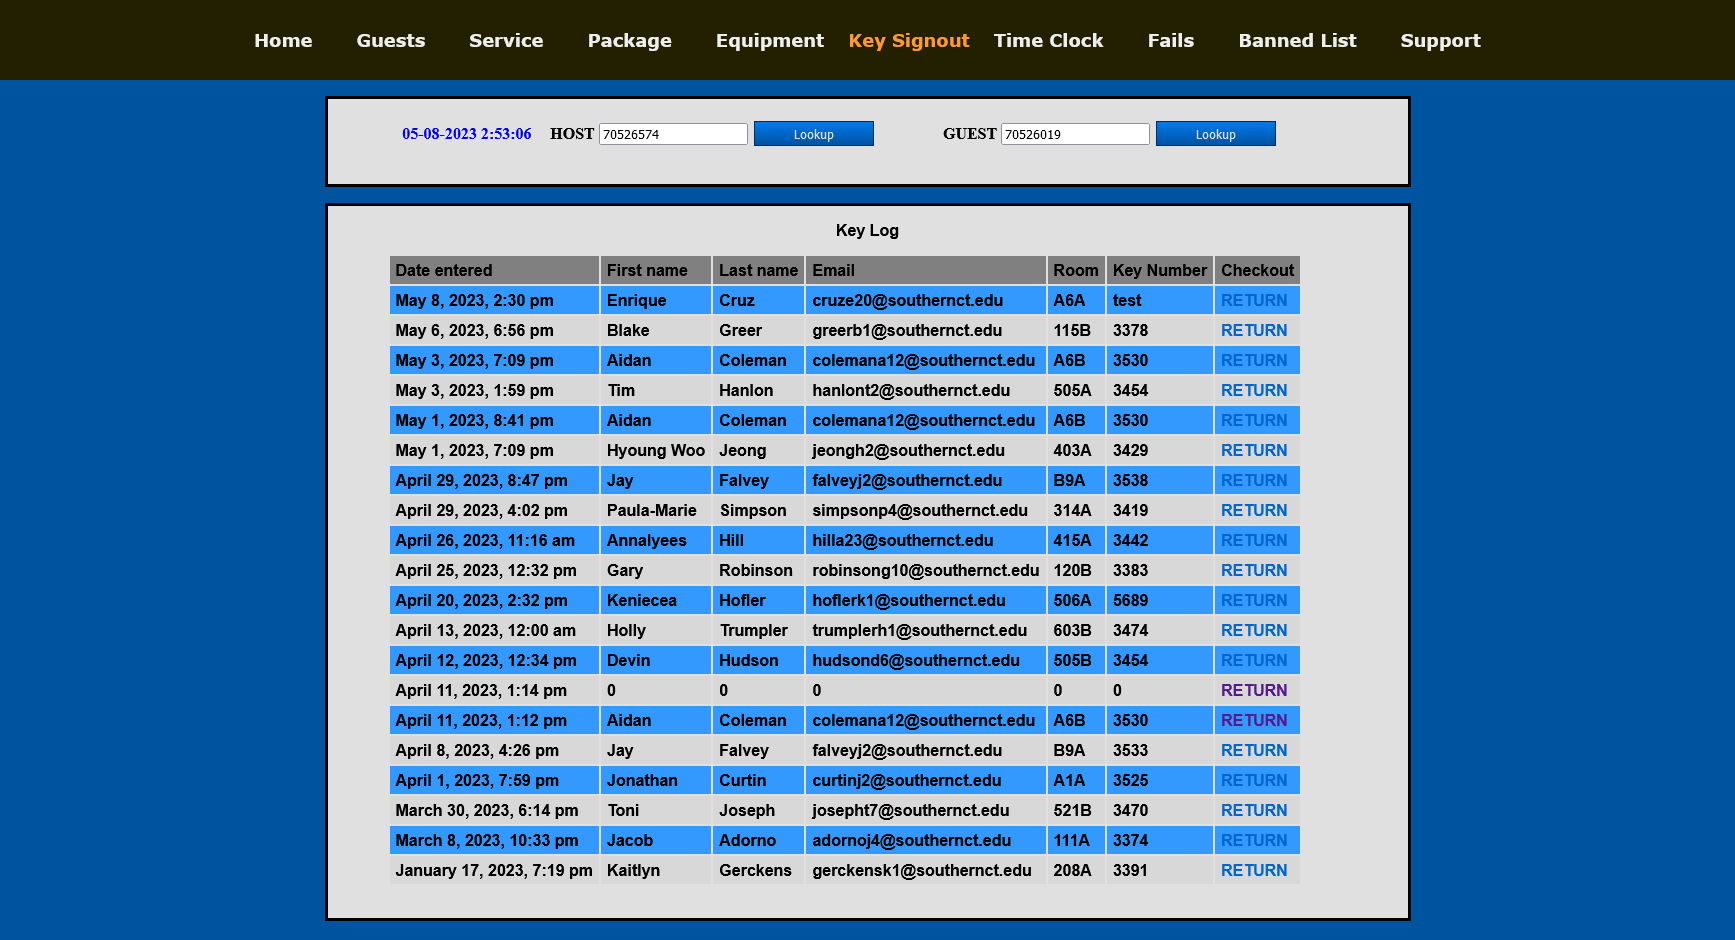 Home Guests Service Package Equipment Key Signout Time Clock Fails Banned List Support
05-08-2023 2:53:06 HOST 70526574 Lookup GUEST 70526019 Lookup
Key Log
Date entered First name Last name Email Room Key Number Checkout
May 8, 2023, 2:30 pm Enrique Cruz cruze20@southernct.edu A6A test RETURN
May 6, 2023, 6:56 pm Blake Greer greerb1@southernct.edu 115B 3378 RETURN
May 3, 2023, 7:09 pm Aidan Coleman colemana12@southernct.edu A6B 3530 RETURN
May 3, 2023, 1:59 pm Tim Hanlon hanlont2@southernct.edu 505A 3454 RETURN
May 1, 2023, 8:41 pm Aidan Coleman colemana12@southernct.edu A6B 3530 RETURN
May 1, 2023, 7:09 pm Hyoung Woo Jeong jeongh2@southernct.edu 403A 3429 RETURN
April 29, 2023, 8:47 pm Jay Falvey falveyj2@southernct.edu B9A 3538 RETURN
April 29, 2023, 4:02 pm Paula-Marie Simpson simpsonp4@southernct.edu 314A 3419 RETURN
April 26, 2023, 11:16 am Annalyees Hill hilla23@southernct.edu 415A 3442 RETURN
April 25, 2023, 12:32 pm Gary Robinson robinsong10@southernct.edu 120B 3383 RETURN
April 20, 2023, 2:32 pm Keniecea Hofler hoflerk1@southernct.edu 506A 5689 RETURN
April 13, 2023, 12:00 am Holly Trumpler trumplerh1@southernct.edu 603B 3474 RETURN
April 12, 2023, 12:34 pm Devin Hudson hudsond6@southernct.edu 505B 3454 RETURN
April 11, 2023, 1:14 pm 0 0 0 0 0 RETURN
April 11, 2023, 1:12 pm Aidan Coleman colemana12@southernct.edu A6B 3530 RETURN
April 8, 2023, 4:26 pm Jay Falvey falveyj2@southernct.edu B9A 3533 RETURN
April 1, 2023, 7:59 pm Jonathan Curtin curtinj2@southernct.edu A1A 3525 RETURN
March 30, 2023, 6:14 pm Toni Joseph josepht7@southernct.edu 521B 3470 RETURN
March 8, 2023, 10:33 pm Jacob Adorno adornoj4@southernct.edu 111A 3374 RETURN
January 17, 2023, 7:19 pm Kaitlyn Gerckens gerckensk1@southernct.edu 208A 3391 RETURN